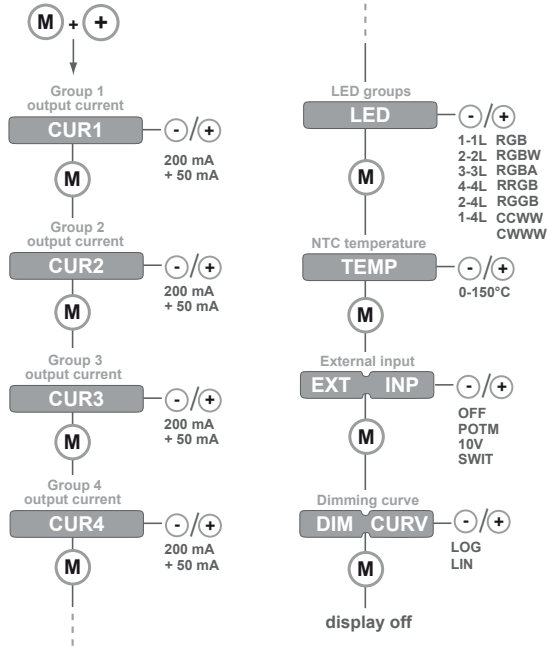 M + +
Group 1
output current
CUR1
- / +
200 mA
+ 50 mA
M
Group 2
output current
CUR2
- / +
200 mA
+ 50 mA
M
Group 3
output current
CUR3
- / +
200 mA
+ 50 mA
M
Group 4
output current
CUR4
- / +
200 mA
+ 50 mA
M
LED groups
LED
- / +
1-1L RGB
2-2L RGBW
3-3L RGBA
4-4L RRGB
2-4L RGGB
1-4L CCWW
CWWW
M
NTC temperature
TEMP
- / +
0-150°C
M
External input
EXT INP
- / +
OFF
POTM
10V
SWIT
M
Dimming curve
DIM CURV
- / +
LOG
LIN
M
display off